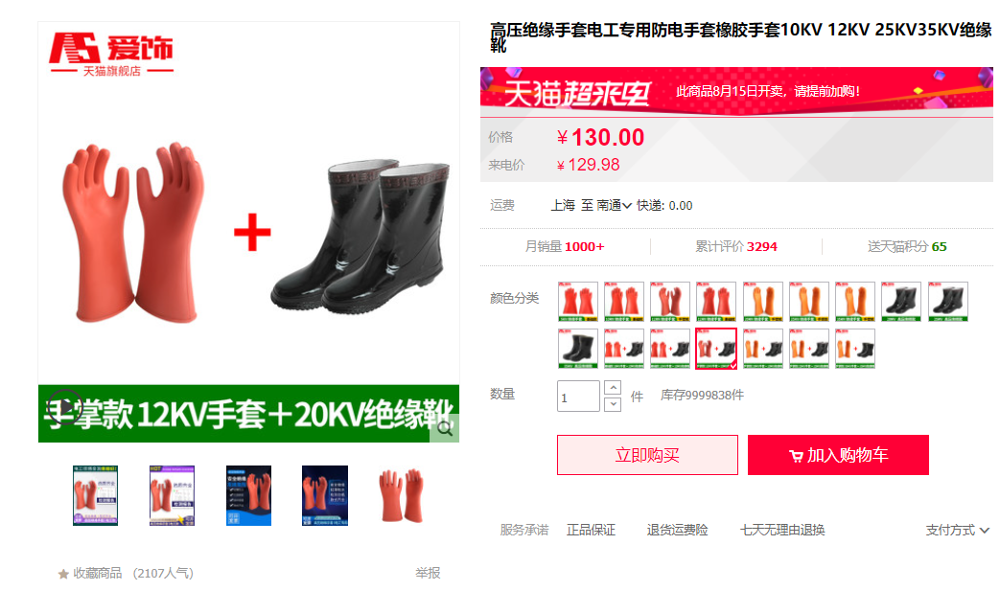 AS 爱饰
天猫旗舰店
手掌款 12KV手套＋20KV绝缘靴
收藏商品 (2107人气)
举报
高压绝缘手套电工专用防电手套橡胶手套10KV 12KV 25KV35KV绝缘
靴
天猫超来电 此商品8月15日开卖，请提前加购！
价格 ¥130.00
来电价 ¥129.98
运费 上海 至 南通 快递: 0.00
月销量 1000+ 累计评价 3294 送天猫积分 65
颜色分类
数量 1 件 库存9999838件
立即购买 加入购物车
服务承诺 正品保证 退货运费险 七天无理由退换 支付方式